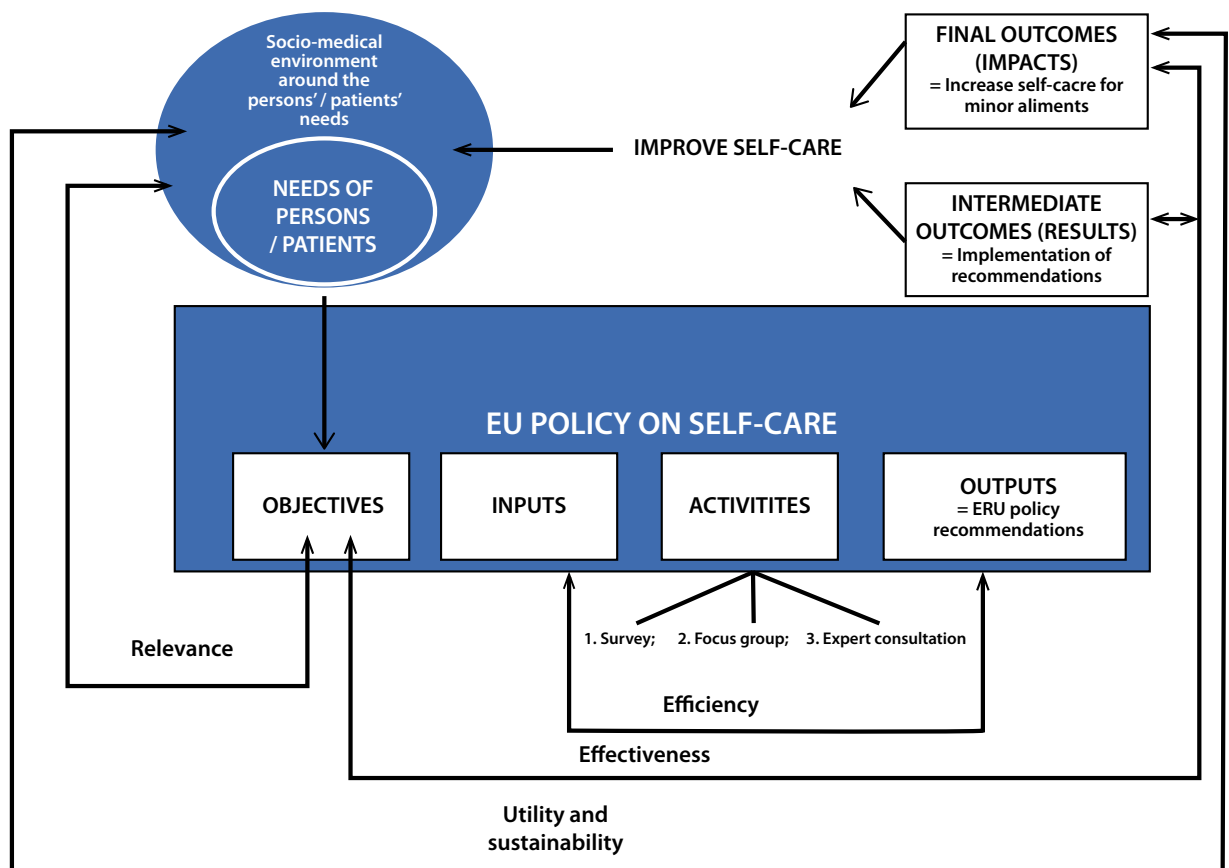 Socio-medical
environment
around the
persons’ / patients’
needs
NEEDS OF
PERSONS
/ PATIENTS
IMPROVE SELF-CARE
FINAL OUTCOMES
(IMPACTS)
= Increase self-cacre for
minor aliments
INTERMEDIATE
OUTCOMES (RESULTS)
= Implementation of
recommendations
EU POLICY ON SELF-CARE
OBJECTIVES
INPUTS
ACTIVITITES
OUTPUTS
= ERU policy
recommendations
1. Survey;
2. Focus group;
3. Expert consultation
Relevance
Efficiency
Effectiveness
Utility and
sustainability